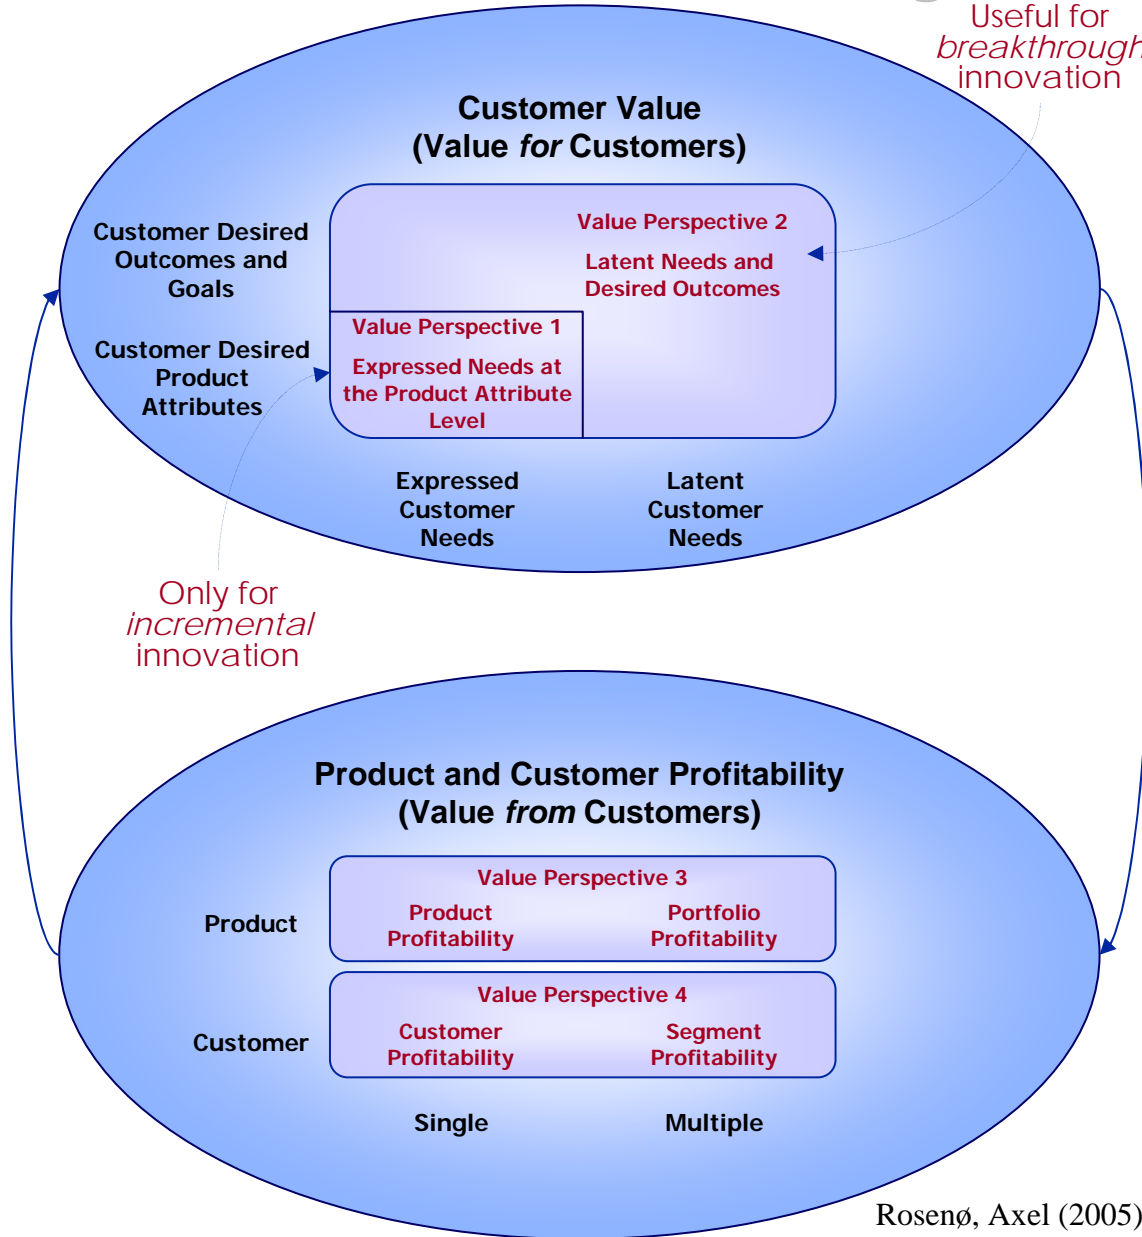 Useful for
breakthrough
innovation
Customer Value
(Value for Customers)
Customer Desired
Outcomes and
Goals
Value Perspective 2
Latent Needs and
Desired Outcomes
Customer Desired
Product
Attributes
Value Perspective 1
Expressed Needs at
the Product Attribute
Level
Expressed
Customer
Needs
Latent
Customer
Needs
Only for
incremental
innovation
Product and Customer Profitability
(Value from Customers)
Value Perspective 3
Product
Product
Profitability
Portfolio
Profitability
Value Perspective 4
Customer
Customer
Profitability
Segment
Profitability
Single
Multiple
Rosenø, Axel (2005)